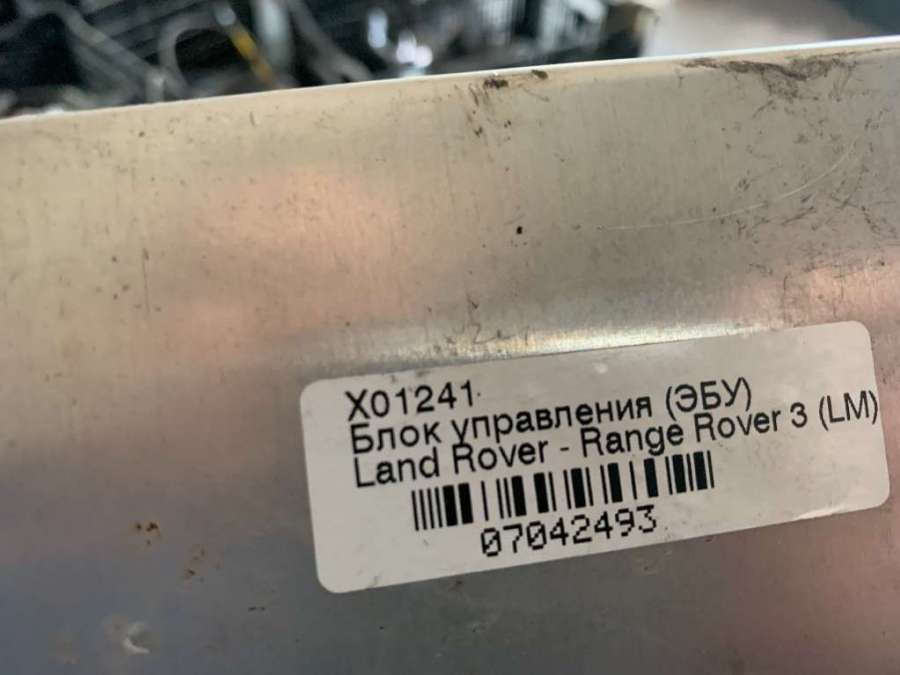 X01241
Блок управления (ЭБУ)
Land Rover - Range Rover 3 (LM)
07042493